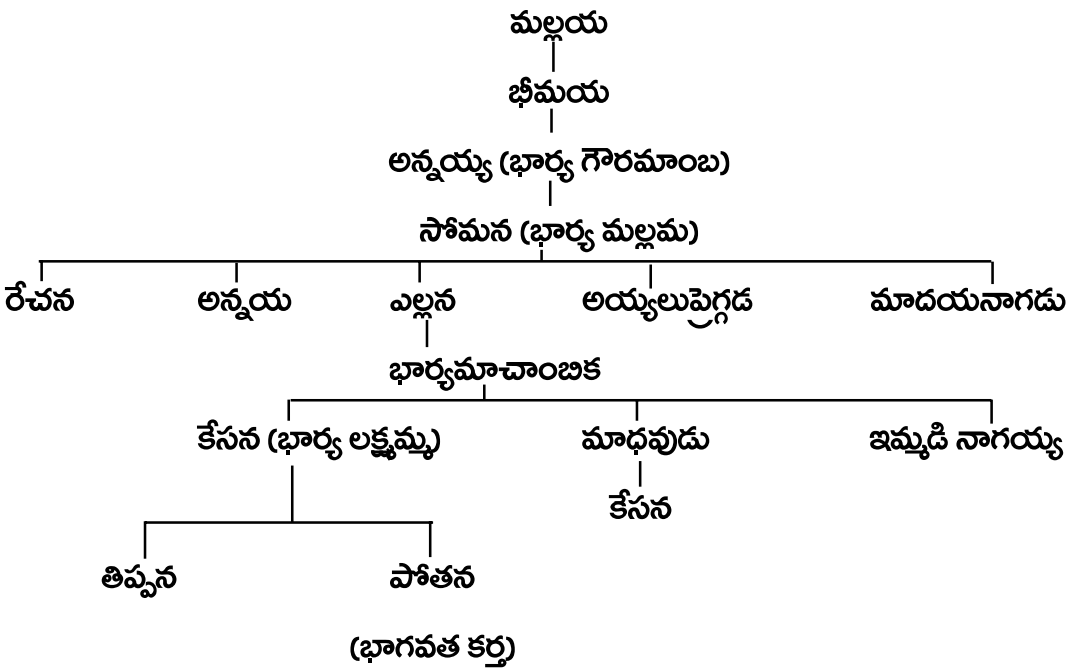 మల్లయ
భీమయ
అన్నయ్య (భార్య గౌరమాంబ)
సోమన (భార్య మల్లమ)
రేచన అన్నయ ఎల్లన అయ్యలుప్రెగ్గడ మాదయనాగడు
భార్యమాచాంబిక
కేసన (భార్య లక్ష్మమ్మ) మాధవుడు ఇమ్మడి నాగయ్య
కేసన
తిప్పన పోతన
(భాగవత కర్త)